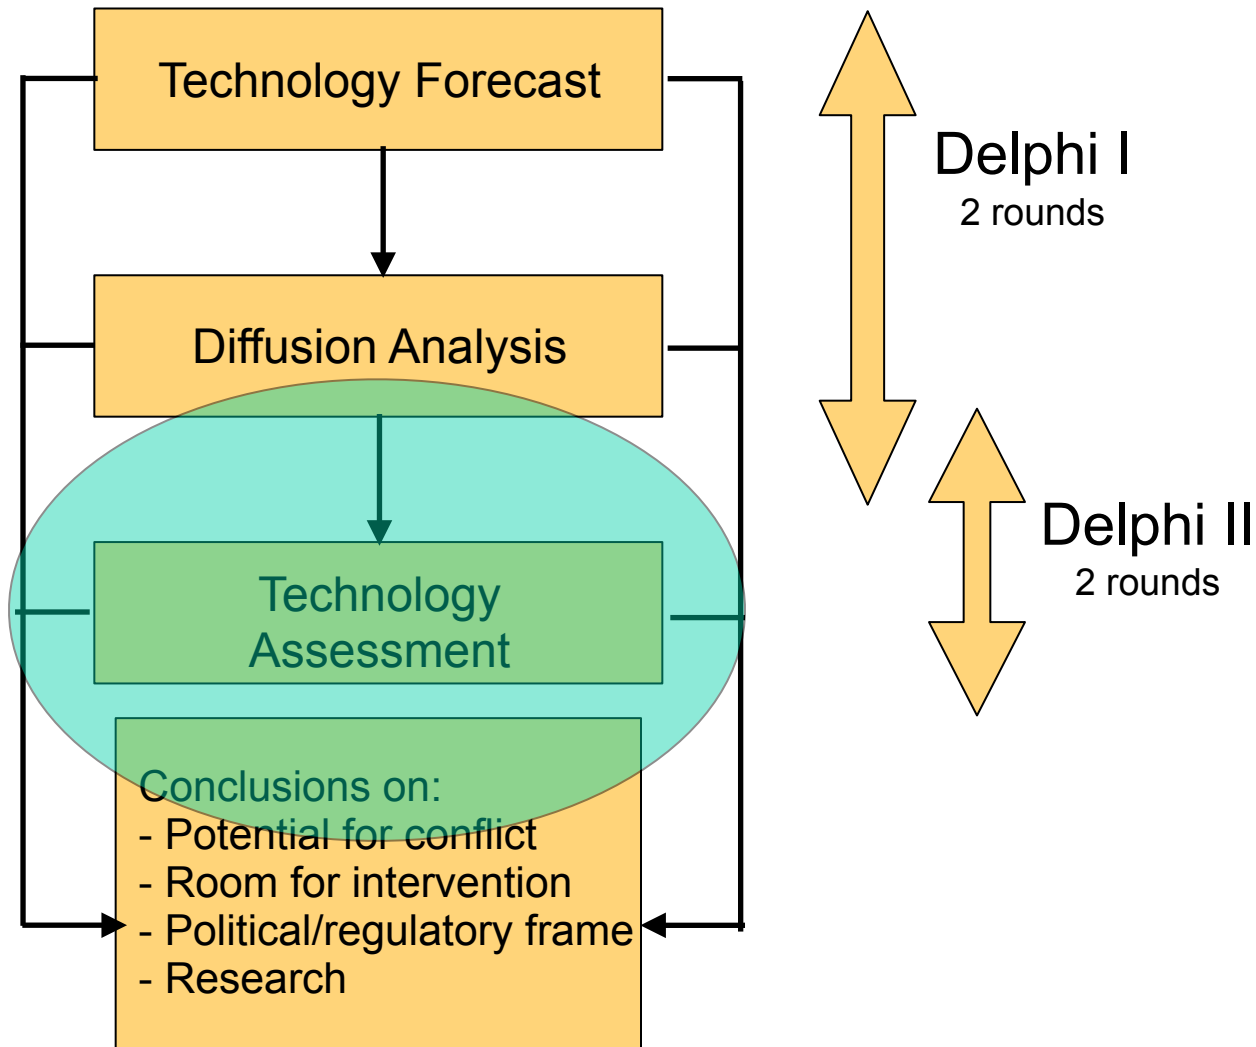 Technology Forecast
Delphi I
2 rounds
Diffusion Analysis
Delphi II
2 rounds
Technology
Assessment
Conclusions on:
- Potential for conflict
- Room for intervention
- Political/regulatory frame
- Research